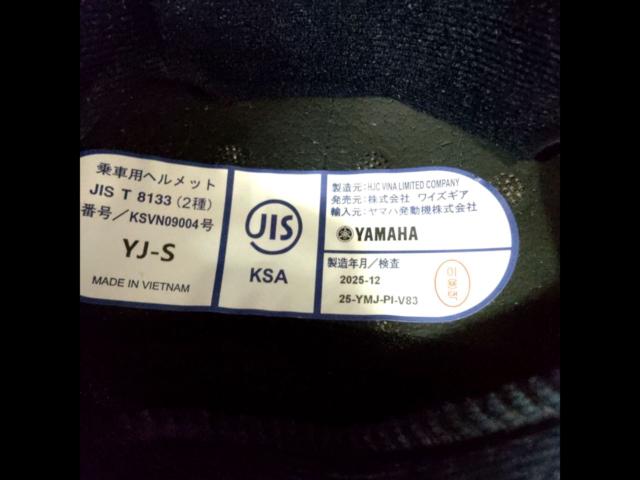 乗車用ヘルメット
JIS T 8133 (2種)
番号/KSVN09004号
YJ-S
MADE IN VIETNAM
JIS
KSA
製造元:HJC VINA LIMITED COMPANY
発売元:株式会社 ワイズギア
輸入元:ヤマハ発動機株式会社
YAMAHA
製造年月/検査
2025-12
25-YMJ-PI-V83